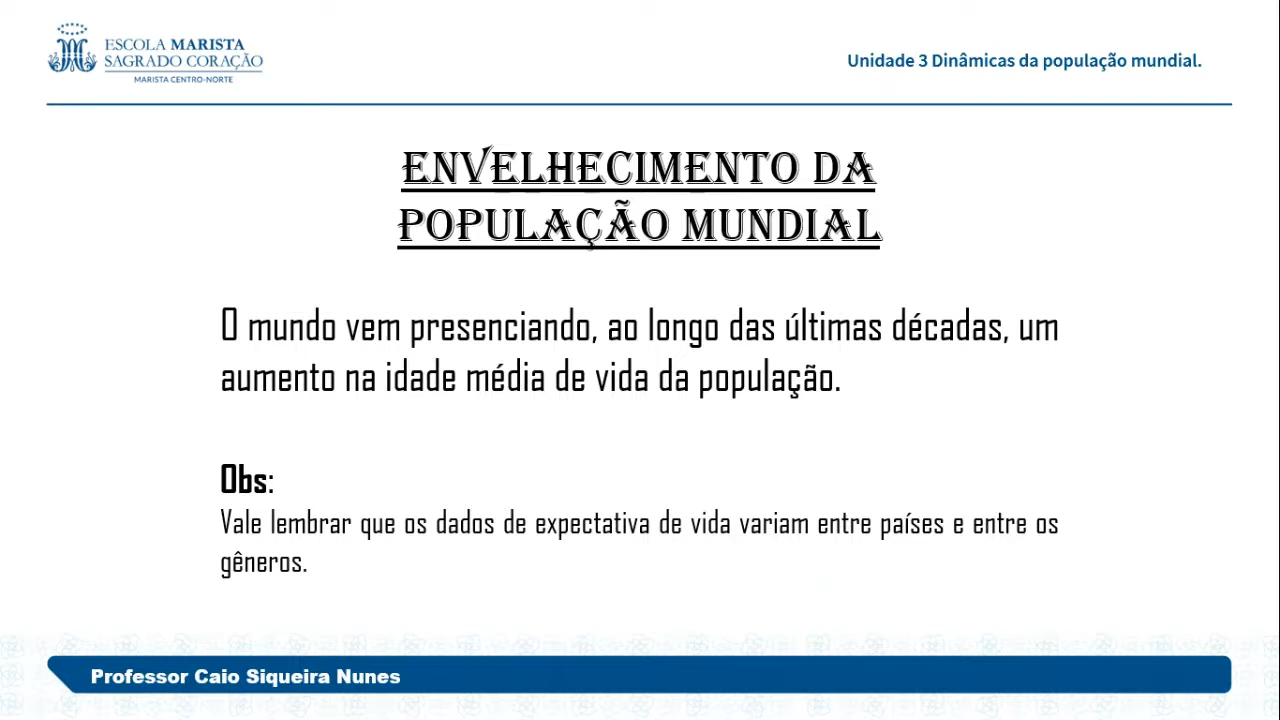 ESCOLA MARISTA
SAGRADO CORAÇÃO
MARISTA CENTRO-NORTE
Unidade 3 Dinâmicas da população mundial.
ENVELHECIMENTO DA
POPULAÇÃO MUNDIAL
O mundo vem presenciando, ao longo das últimas décadas, um
aumento na idade média de vida da população.
Obs:
Vale lembrar que os dados de expectativa de vida variam entre países e entre os
gêneros.
Professor Caio Siqueira Nunes